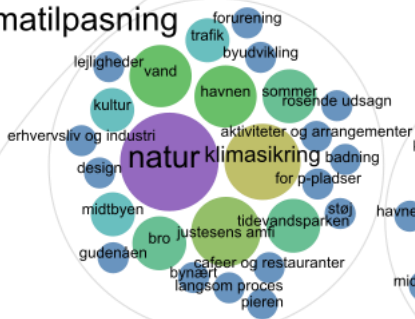 matilpasning
forurening
trafik
byudvikling
lejligheder
vand
havnen
sommer
rosende udsagn
kultur
erhvervsliv og industri
aktiviteter og arrangementer
natur
klimasikring
badning
design
for p-pladser
midtbyen
støj
tidevandsparken
havne
bro
justesens amfi
gudenåen
cafeer og restauranter
bynært
langsom proces
pieren
mid